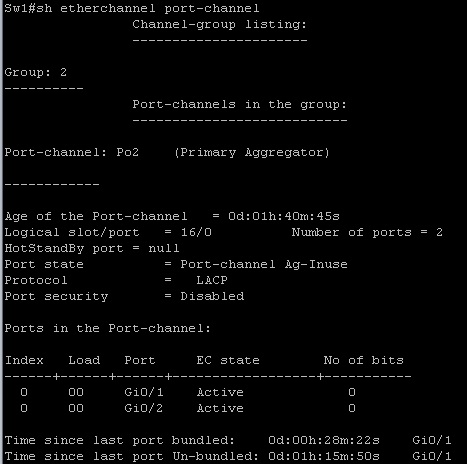 Sw1#sh etherchannel port-channel
Channel-group listing:
----------------------
Group: 2
----------
Port-channels in the group:
---------------------------
Port-channel: Po2    (Primary Aggregator)
------------
Age of the Port-channel   = 0d:01h:40m:45s
Logical slot/port   = 16/0          Number of ports = 2
HotStandBy port = null
Port state          = Port-channel Ag-Inuse
Protocol            =   LACP
Port security       = Disabled
Ports in the Port-channel:
Index   Load   Port     EC state        No of bits
------+------+------+------------------+-----------
0     00     Gi0/1    Active             0
0     00     Gi0/2    Active             0
Time since last port bundled:    0d:00h:28m:22s    Gi0/1
Time since last port Un-bundled: 0d:01h:15m:50s    Gi0/1